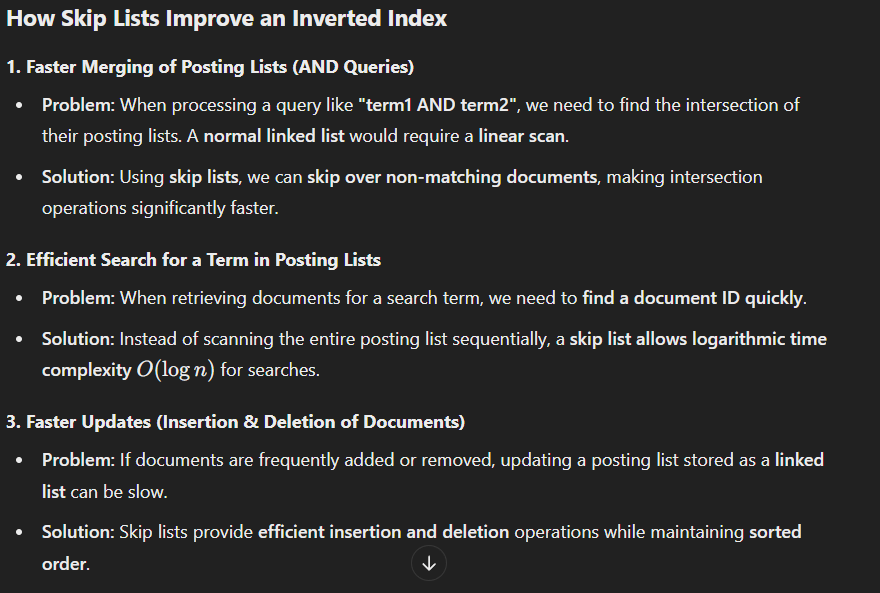 How Skip Lists Improve an Inverted Index
1. Faster Merging of Posting Lists (AND Queries)
• Problem: When processing a query like "term1 AND term2", we need to find the intersection of
their posting lists. A normal linked list would require a linear scan.
• Solution: Using skip lists, we can skip over non-matching documents, making intersection
operations significantly faster.
2. Efficient Search for a Term in Posting Lists
• Problem: When retrieving documents for a search term, we need to find a document ID quickly.
• Solution: Instead of scanning the entire posting list sequentially, a skip list allows logarithmic time
complexity O(log n) for searches.
3. Faster Updates (Insertion & Deletion of Documents)
• Problem: If documents are frequently added or removed, updating a posting list stored as a linked
list can be slow.
• Solution: Skip lists provide efficient insertion and deletion operations while maintaining sorted
order.